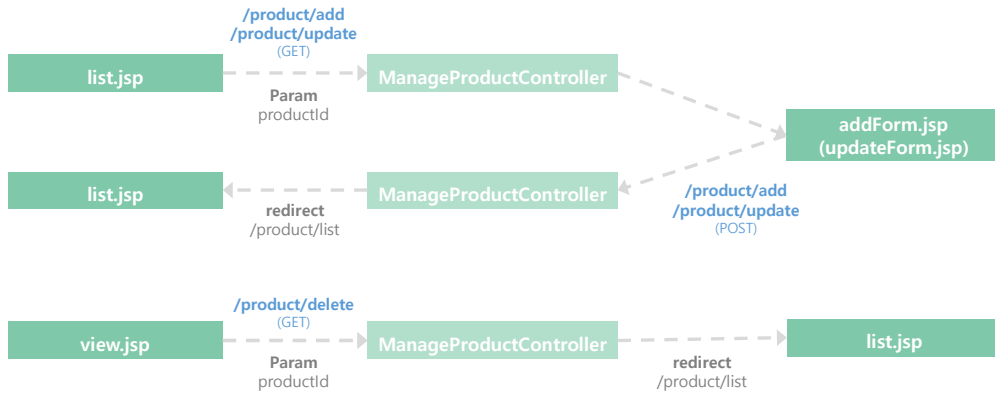 /product/add
/product/update
(GET)
list.jsp
ManageProductController
Param
productId
addForm.jsp
(updateForm.jsp)
list.jsp
ManageProductController
/product/add
/product/update
(POST)
redirect
/product/list
/product/delete
(GET)
view.jsp
ManageProductController
list.jsp
Param
productId
redirect
/product/list